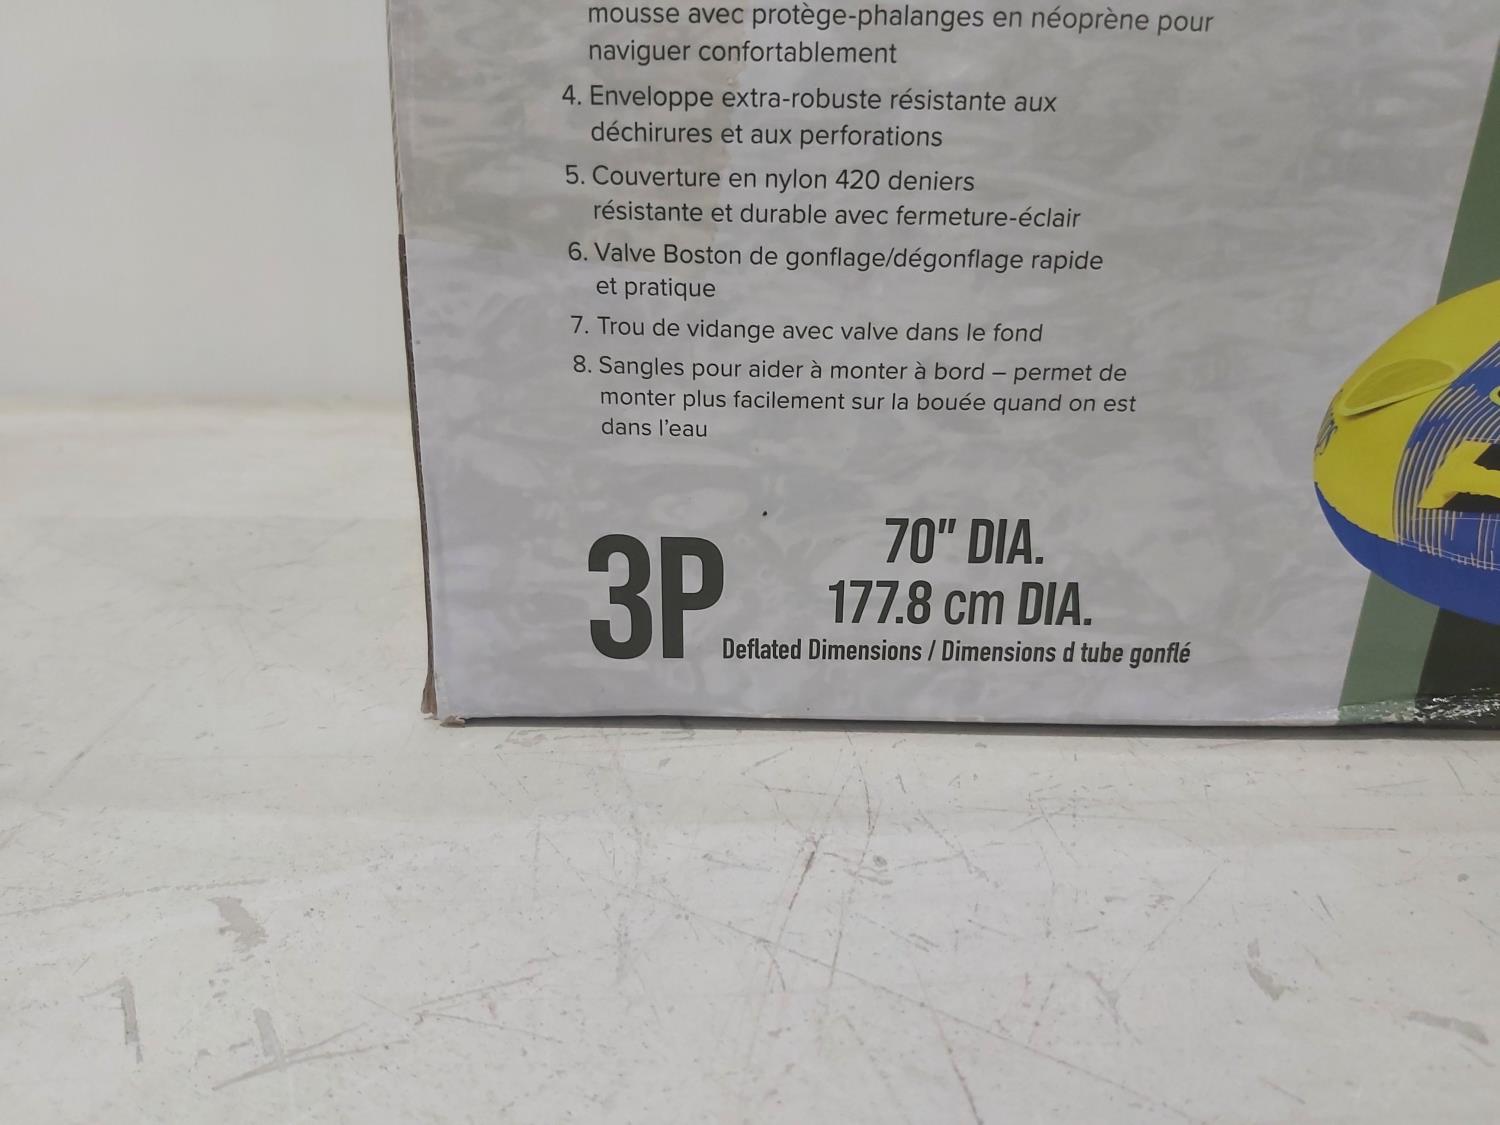 mousse avec protège-phalanges en néoprène pour
naviguer confortablement
4. Enveloppe extra-robuste résistante aux
déchirures et aux perforations
5. Couverture en nylon 420 deniers
résistante et durable avec fermeture-éclair
6. Valve Boston de gonflage/dégonflage rapide
et pratique
7. Trou de vidange avec valve dans le fond
8. Sangles pour aider à monter à bord – permet de
monter plus facilement sur la bouée quand on est
dans l'eau
3P
70" DIA.
177.8 cm DIA.
Deflated Dimensions / Dimensions d tube gonflé